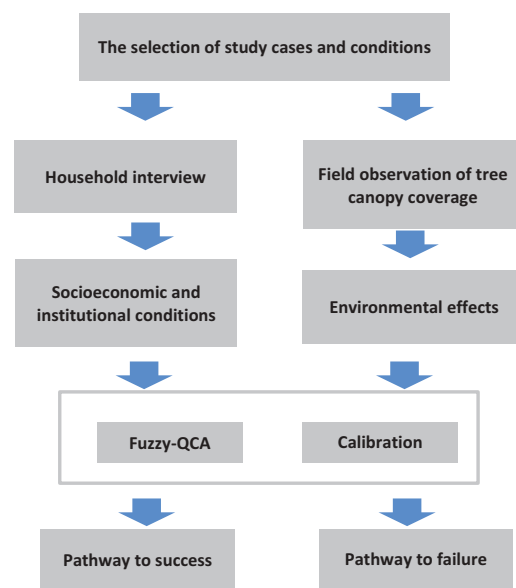 The selection of study cases and conditions
Household interview
Field observation of tree
canopy coverage
Socioeconomic and
institutional conditions
Environmental effects
Fuzzy-QCA
Calibration
Pathway to success
Pathway to failure